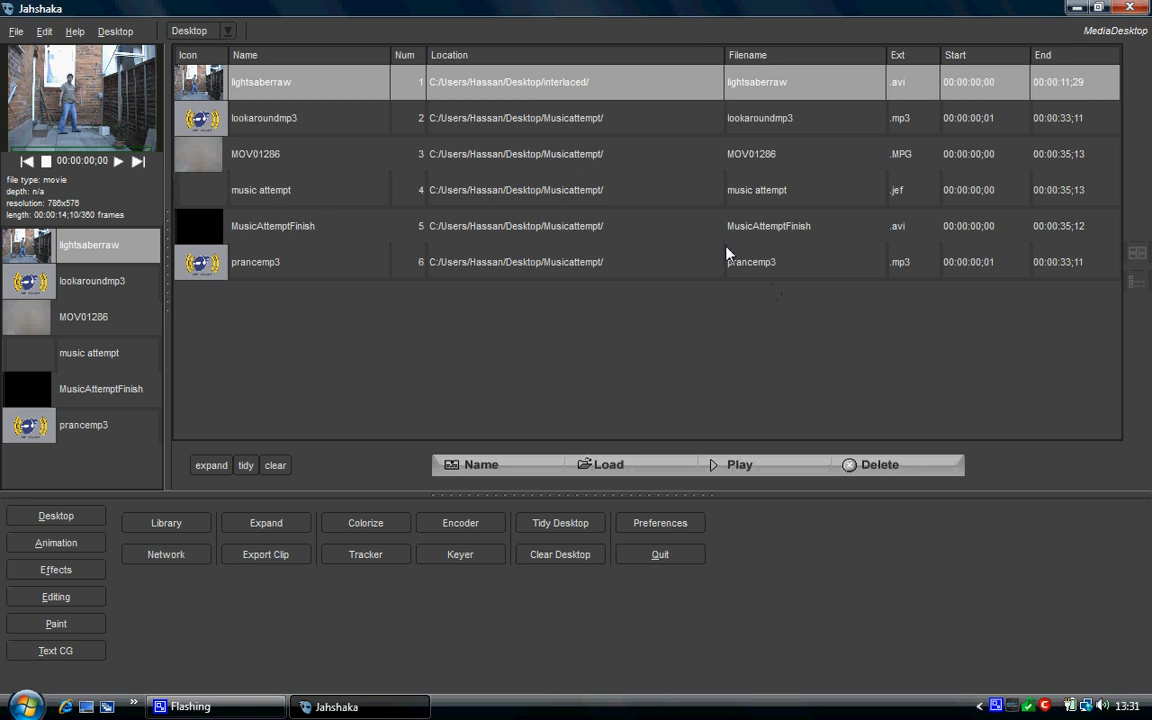 Jahshaka
File Edit Help Desktop Desktop MediaDesktop
Icon Name Num Location Filename Ext Start End
lightsaberraw 1 C:/Users/Hassan/Desktop/interlaced/ lightsaberraw .avi 00:00:00;00 00:00:11;29
lookaroundmp3 2 C:/Users/Hassan/Desktop/Musicattempt/ lookaroundmp3 .mp3 00:00:00;01 00:00:33;11
MOV01286 3 C:/Users/Hassan/Desktop/Musicattempt/ MOV01286 .MPG 00:00:00;00 00:00:35;13
music attempt 4 C:/Users/Hassan/Desktop/Musicattempt/ music attempt .jef 00:00:00;00 00:00:35;13
MusicAttemptFinish 5 C:/Users/Hassan/Desktop/Musicattempt/ MusicAttemptFinish .avi 00:00:00;00 00:00:35;12
prancemp3 6 C:/Users/Hassan/Desktop/Musicattempt/ prancemp3 .mp3 00:00:00;01 00:00:33;11
00:00:00;00
file type: movie
depth: n/a
resolution: 786x576
length: 00:00:14;10/360 frames
lightsaberraw
lookaroundmp3
MOV01286
music attempt
MusicAttemptFinish
prancemp3
expand tidy clear Name Load Play Delete
Desktop
Animation
Effects
Editing
Paint
Text CG
Library Expand Colorize Encoder Tidy Desktop Preferences
Network Export Clip Tracker Keyer Clear Desktop Quit
» Flashing Jahshaka 13:31